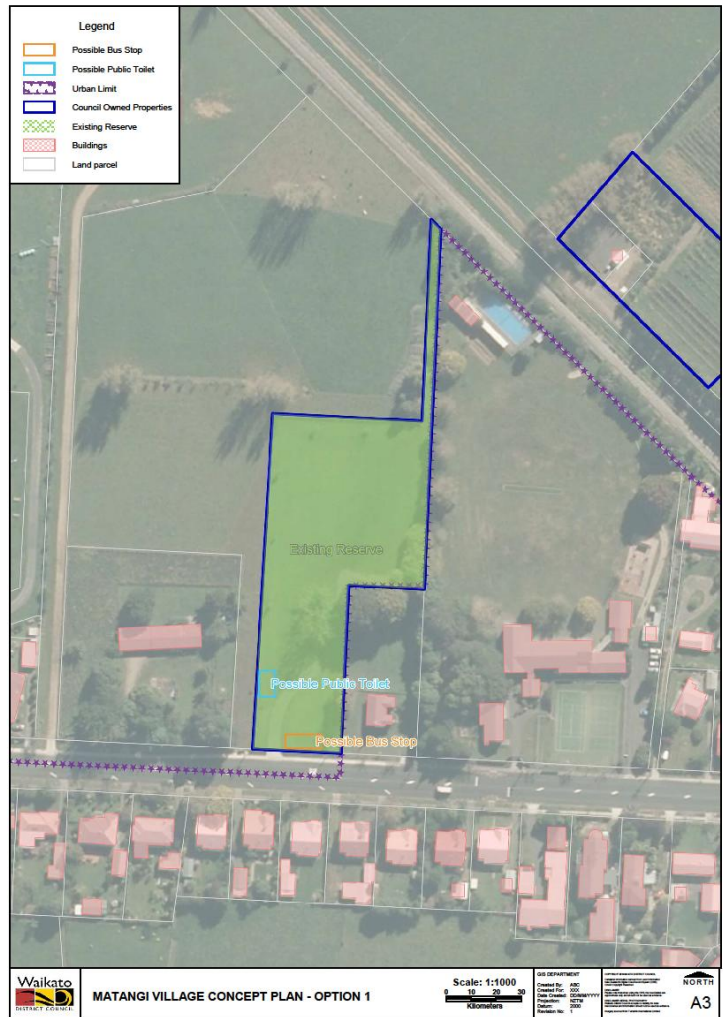 Legend
Possible Bus Stop
Possible Public Toilet
Urban Limit
Council Owned Properties
Existing Reserve
Buildings
Land parcel
Existing Reserve
Possible Public Toilet
Possible Bus Stop
Waikato
DISTRICT COUNCIL
MATANGI VILLAGE CONCEPT PLAN - OPTION 1
Scale: 1:1000
0 10 20 30
Kilometers
GIS DEPARTMENT
Created By: ABC
Created For: XXX
Date Created: DD/MM/YYYY
Projection: NZTM
Datum: 2000
Revision No: 1
NORTH
A3